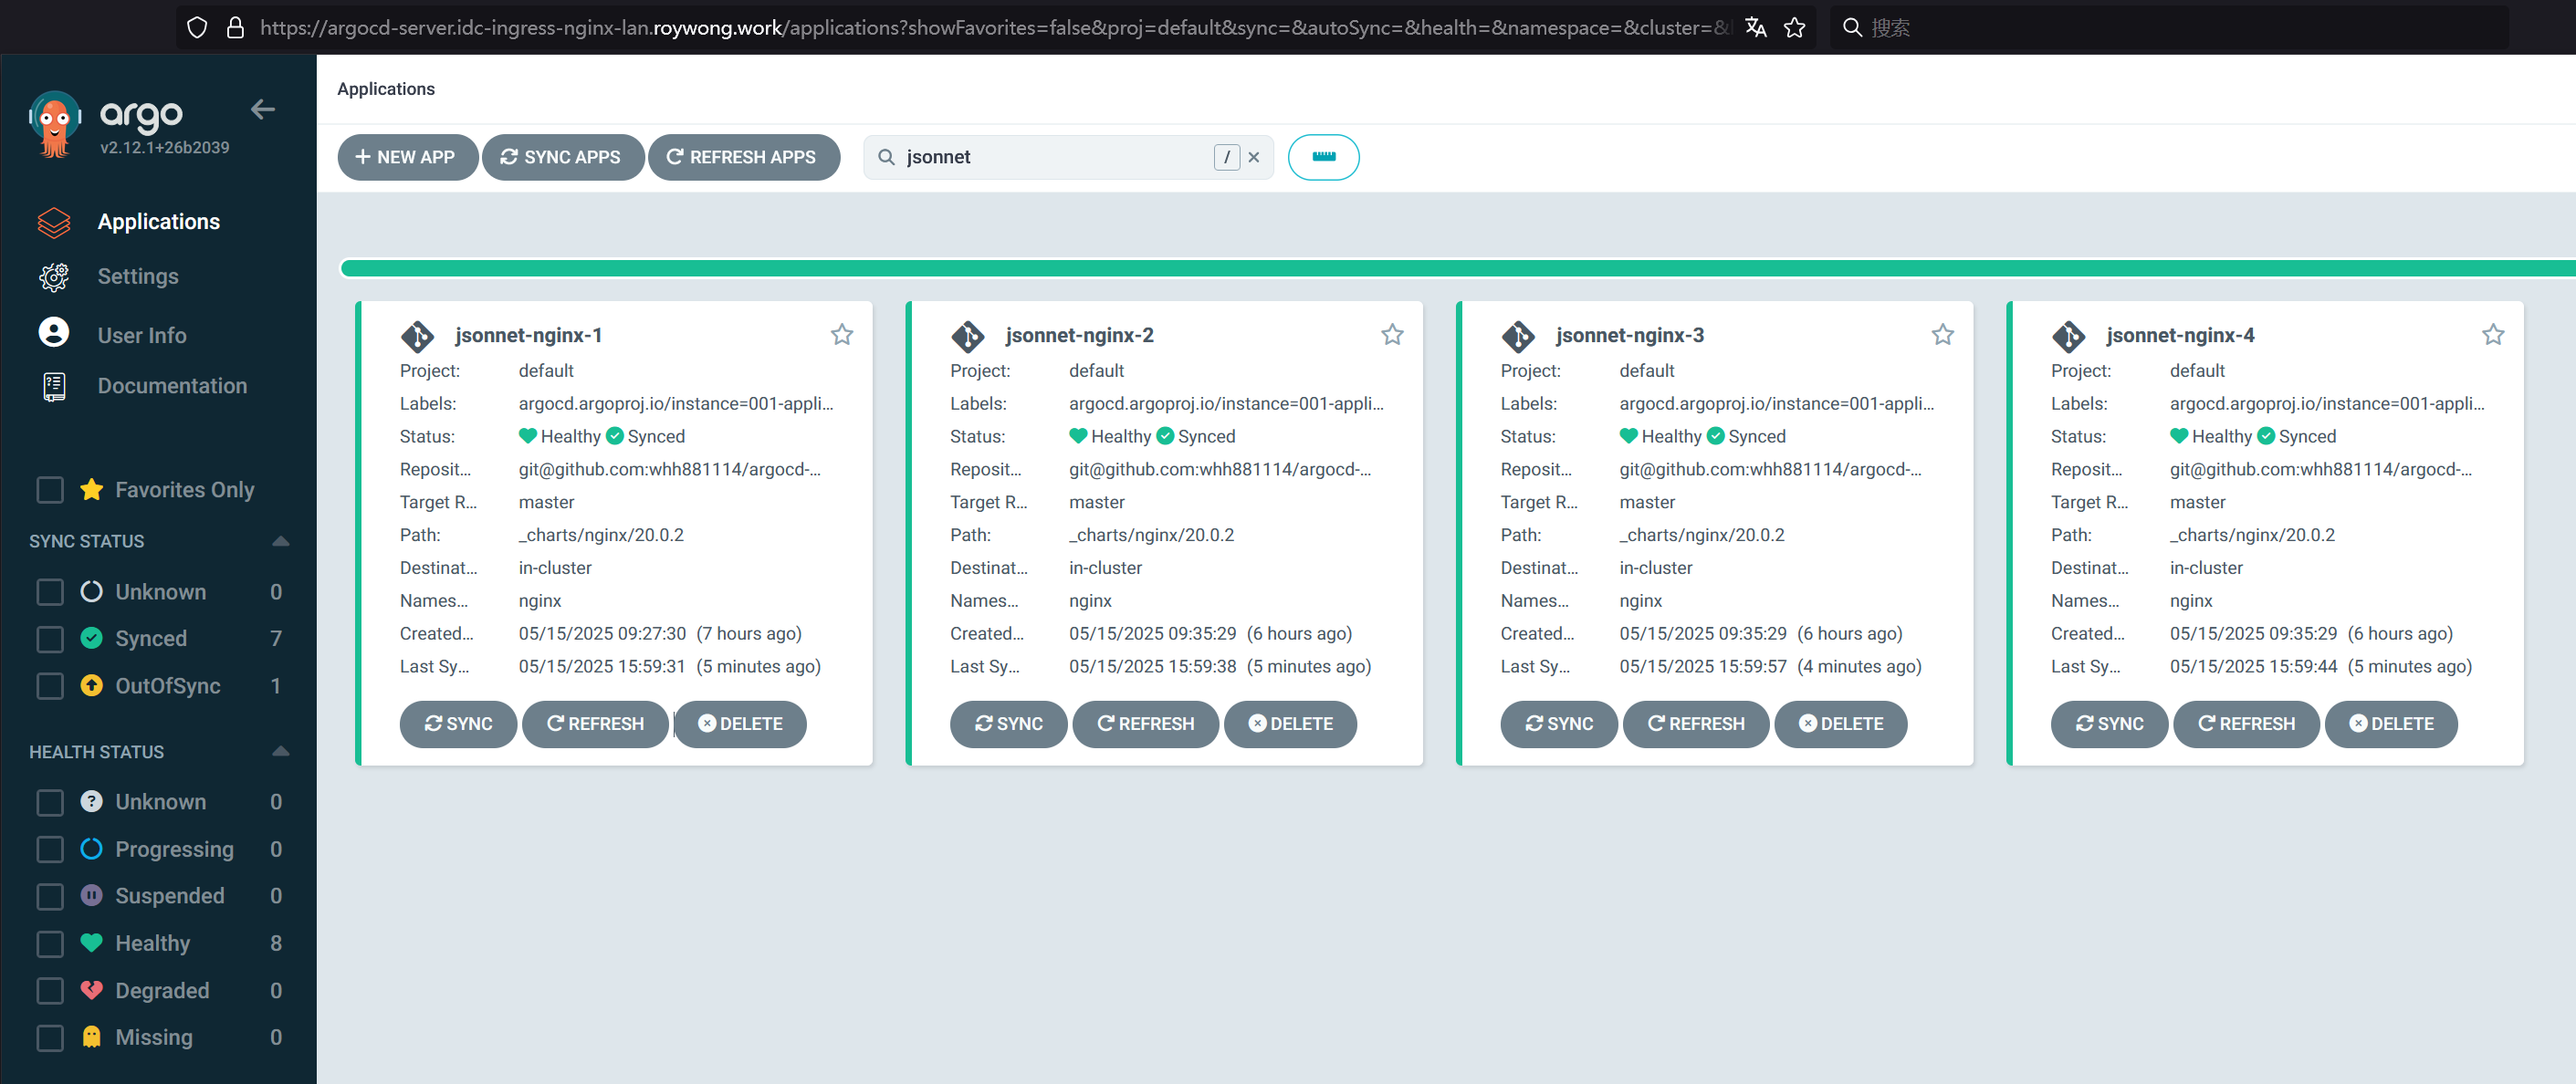 https://argocd-server.idc-ingress-nginx-lan.roywong.work/applications?showFavorites=false&proj=default&sync=&autoSync=&health=&namespace=&cluster=&
搜索
argo
v2.12.1+26b2039
Applications
Settings
User Info
Documentation
Favorites Only
SYNC STATUS
Unknown 0
Synced 7
OutOfSync 1
HEALTH STATUS
Unknown 0
Progressing 0
Suspended 0
Healthy 8
Degraded 0
Missing 0
Applications
NEW APP SYNC APPS REFRESH APPS jsonnet /
jsonnet-nginx-1
Project: default
Labels: argocd.argoproj.io/instance=001-appli...
Status: Healthy Synced
Reposit... git@github.com:whh881114/argocd-...
Target R... master
Path: _charts/nginx/20.0.2
Destinat... in-cluster
Names... nginx
Created... 05/15/2025 09:27:30 (7 hours ago)
Last Sy... 05/15/2025 15:59:31 (5 minutes ago)
SYNC REFRESH DELETE
jsonnet-nginx-2
Project: default
Labels: argocd.argoproj.io/instance=001-appli...
Status: Healthy Synced
Reposit... git@github.com:whh881114/argocd-...
Target R... master
Path: _charts/nginx/20.0.2
Destinat... in-cluster
Names... nginx
Created... 05/15/2025 09:35:29 (6 hours ago)
Last Sy... 05/15/2025 15:59:38 (5 minutes ago)
SYNC REFRESH DELETE
jsonnet-nginx-3
Project: default
Labels: argocd.argoproj.io/instance=001-appli...
Status: Healthy Synced
Reposit... git@github.com:whh881114/argocd-...
Target R... master
Path: _charts/nginx/20.0.2
Destinat... in-cluster
Names... nginx
Created... 05/15/2025 09:35:29 (6 hours ago)
Last Sy... 05/15/2025 15:59:57 (4 minutes ago)
SYNC REFRESH DELETE
jsonnet-nginx-4
Project: default
Labels: argocd.argoproj.io/instance=001-appli...
Status: Healthy Synced
Reposit... git@github.com:whh881114/argocd-...
Target R... master
Path: _charts/nginx/20.0.2
Destinat... in-cluster
Names... nginx
Created... 05/15/2025 09:35:29 (6 hours ago)
Last Sy... 05/15/2025 15:59:44 (5 minutes ago)
SYNC REFRESH DELETE